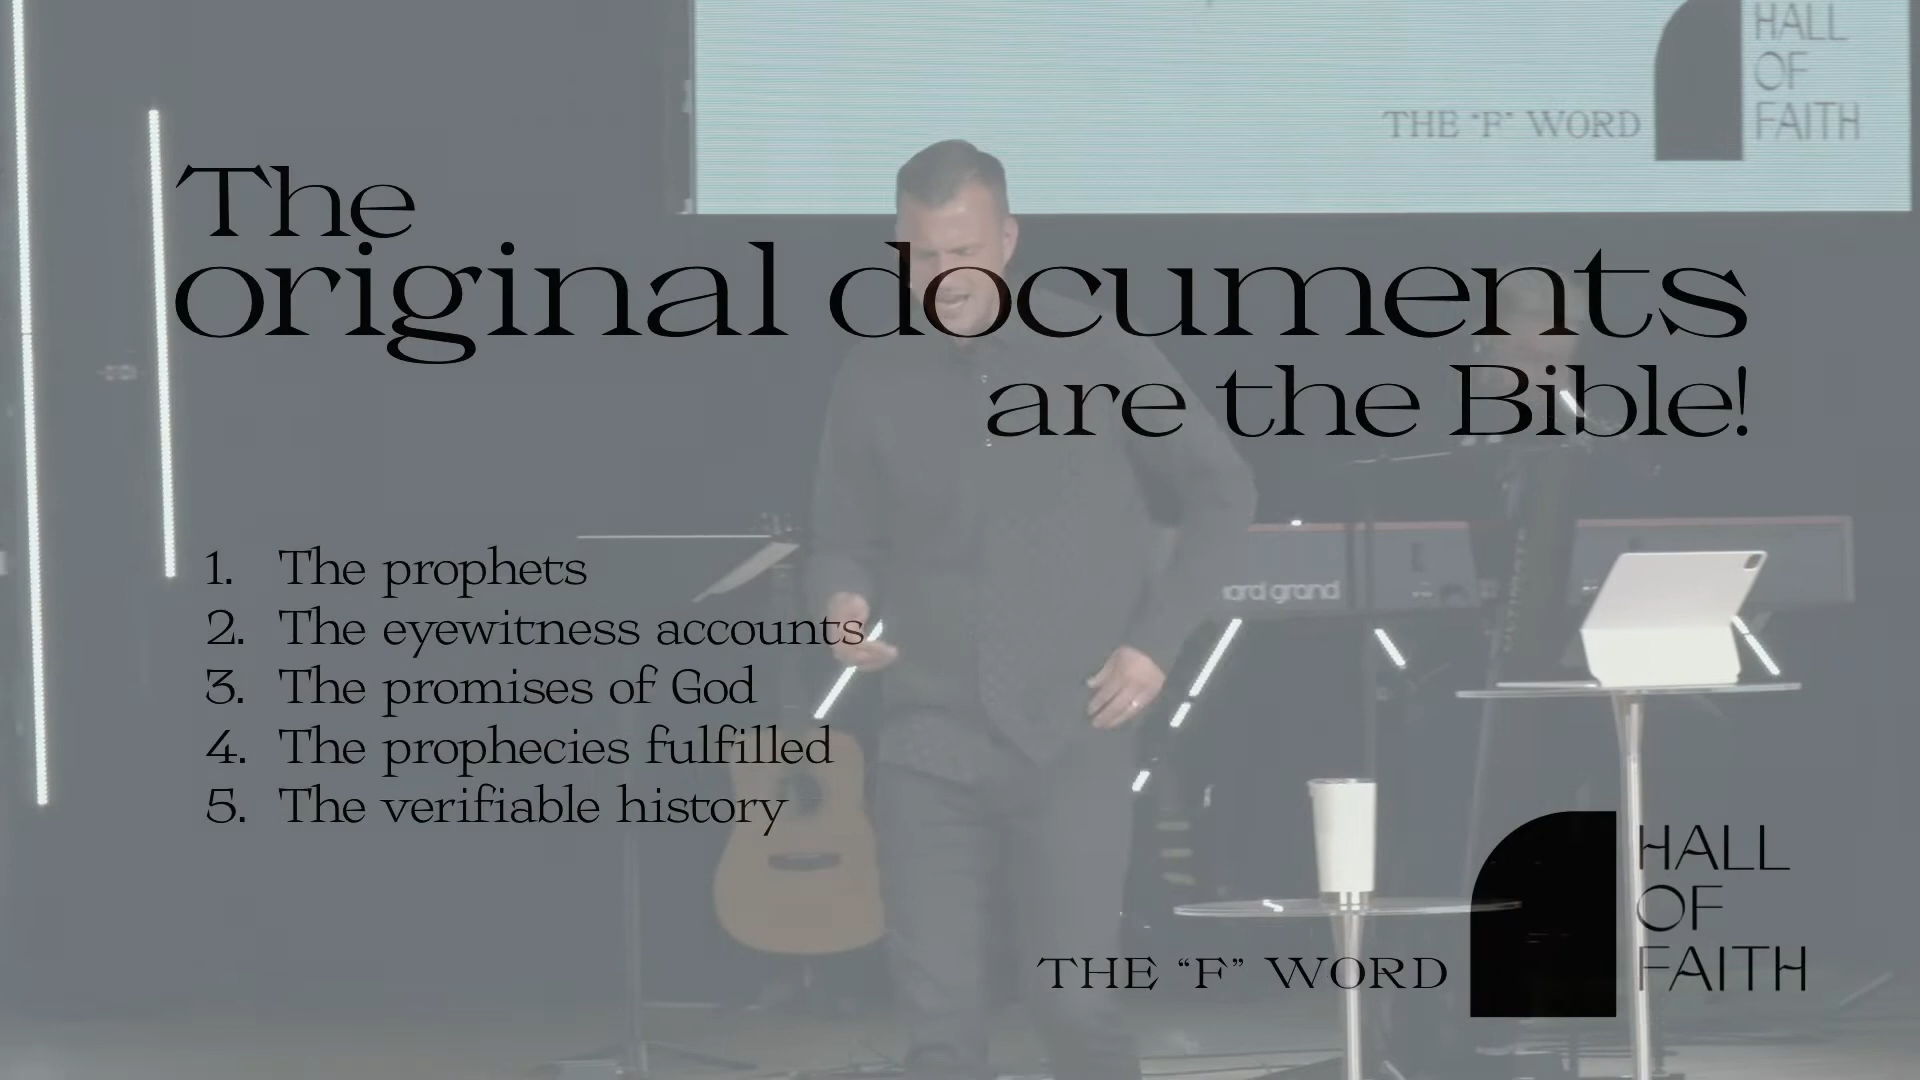 HALL
OF
FAITH
THE "F" WORD
The
original documents
are the Bible!
1. The prophets
2. The eyewitness accounts
3. The promises of God
4. The prophecies fulfilled
5. The verifiable history
THE “F” WORD
HALL
OF
FAITH
grand